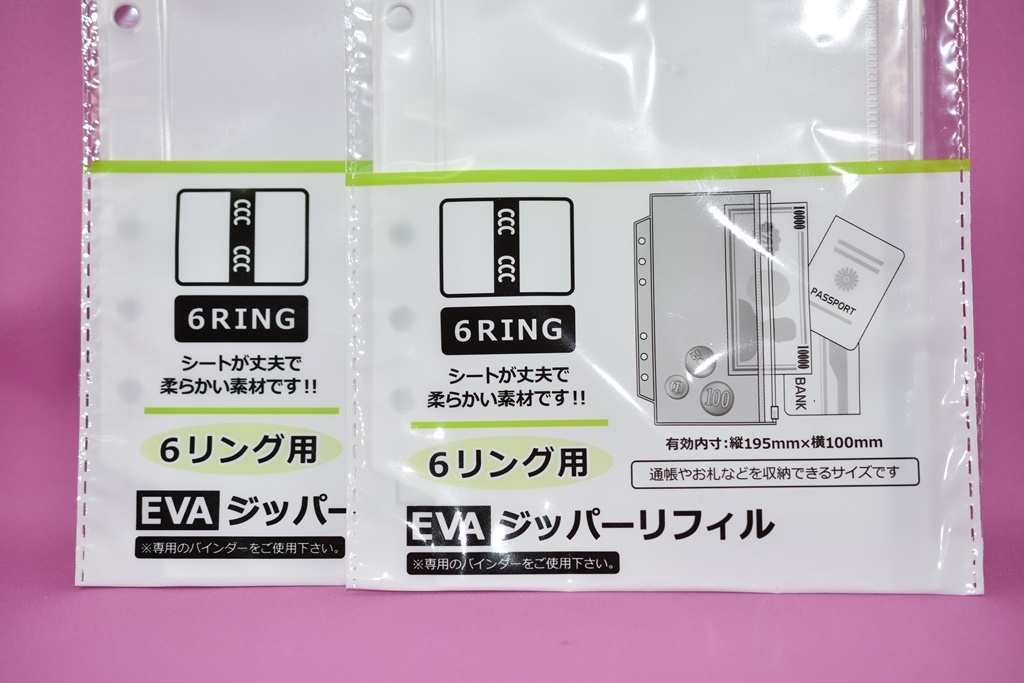 CCC
CCC
6RING
シートが丈夫で
柔らかい素材です!!
6リング用
EVA ジッパー
※専用のバインダーをご使用下さい。
CCC
CCC
6RING
シートが丈夫で
柔らかい素材です!!
6リング用
EVA ジッパーリフィル
※専用のバインダーをご使用下さい。
10000
10000
PASSPORT
BANK
50
1
100
有効内寸:縦195mm×横100mm
通帳やお札などを収納できるサイズです